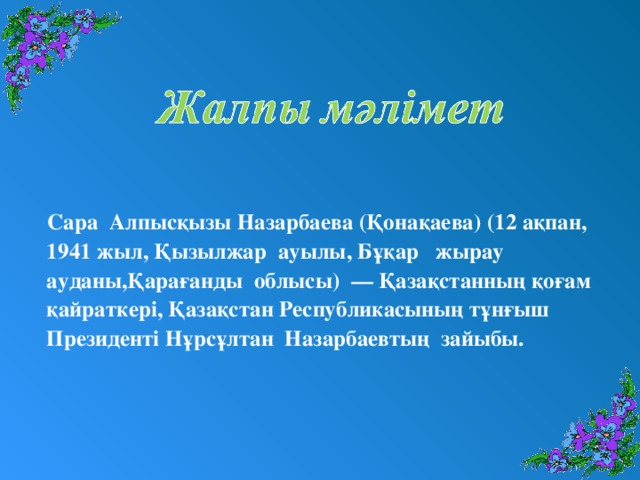 Жалпы мәлімет
Сара Алпысқызы Назарбаева (Қонақаева) (12 ақпан,
1941 жыл, Қызылжар ауылы, Бұқар жырау
ауданы,Қарағанды облысы) — Қазақстанның қоғам
қайраткері, Қазақстан Республикасының тұнғыш
Президенті Нұрсұлтан Назарбаевтың зайыбы.